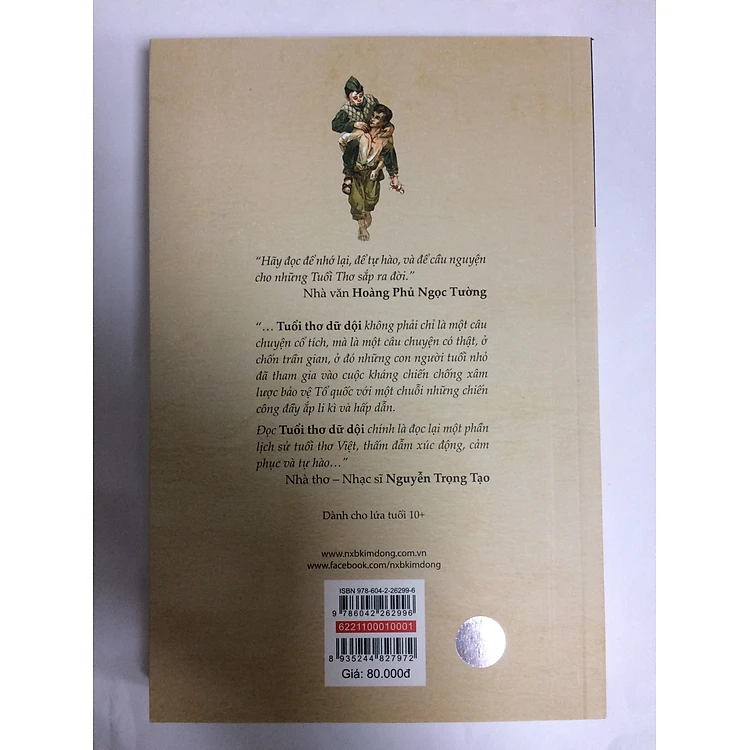 “Hãy đọc để nhớ lại, để tự hào, và để cầu nguyện
cho những Tuổi Thơ sắp ra đời.”
Nhà văn Hoàng Phủ Ngọc Tường
“… Tuổi thơ dữ dội không phải chỉ là một câu
chuyện cổ tích, mà là một câu chuyện có thật, ở
chốn trần gian, ở đó những con người tuổi nhỏ
đã tham gia vào cuộc kháng chiến chống xâm
lược bảo vệ Tổ quốc với một chuỗi những chiến
công đầy ắp li kì và hấp dẫn.
Đọc Tuổi thơ dữ dội chính là đọc lại một phần
lịch sử tuổi thơ Việt, thấm đẫm xúc động, cảm
phục và tự hào…”
Nhà thơ – Nhạc sĩ Nguyễn Trọng Tạo
Dành cho lứa tuổi 10+
www.nxbkimdong.com.vn
www.facebook.com/nxbkimdong
ISBN 978-604-2-26299-6
9 786042 262996
6221100010001
8 935244 827972
Giá: 80.000đ